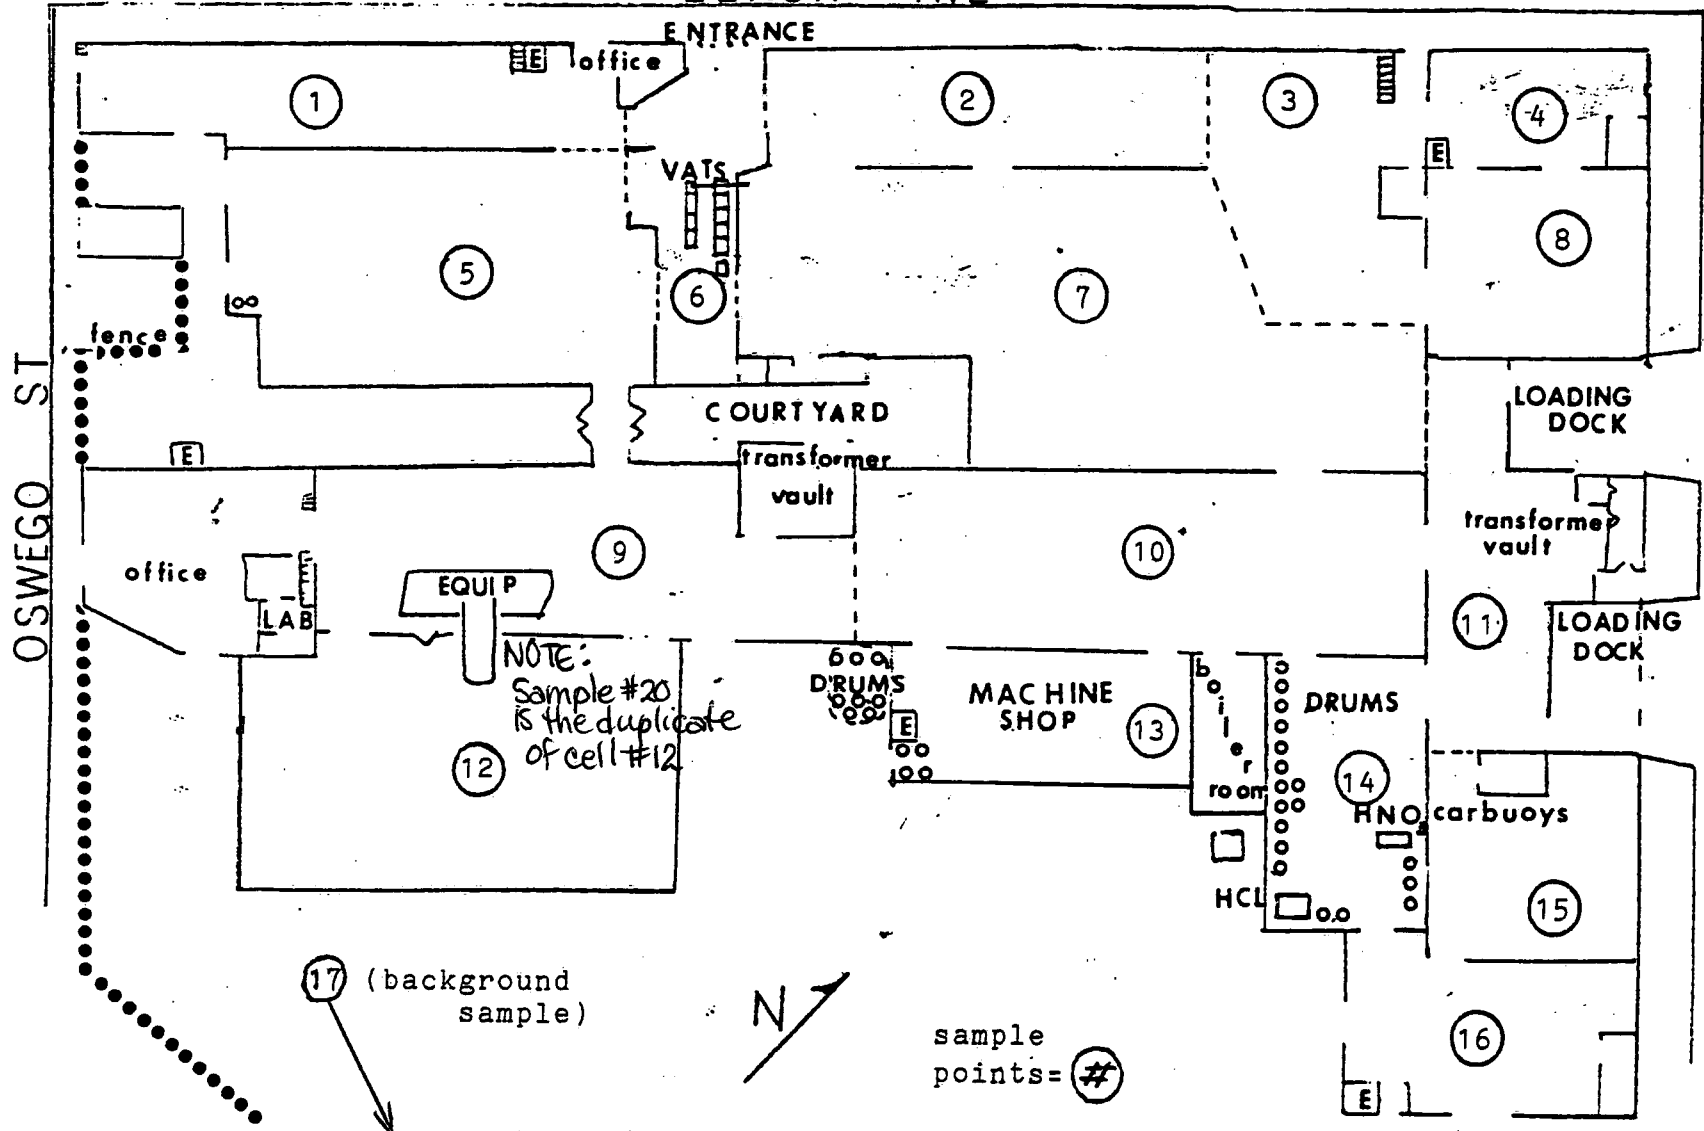 ENTRANCE
E
office
1
2
3
4
E
VATS
5
6
7
8
fence
OSWEGO ST
COURTYARD
LOADING
DOCK
E
transformer
vault
transforme
vault
office
9
10
EQUIP
LAB
11
LOADING
DOCK
NOTE:
Sample #20
is the duplicate
of cell #12
DRUMS
MACHINE
SHOP
boiler
room
DRUMS
E
12
13
14
HNO3 carbuoys
HCL
15
17 (background
sample)
N
sample
points= #
16
E